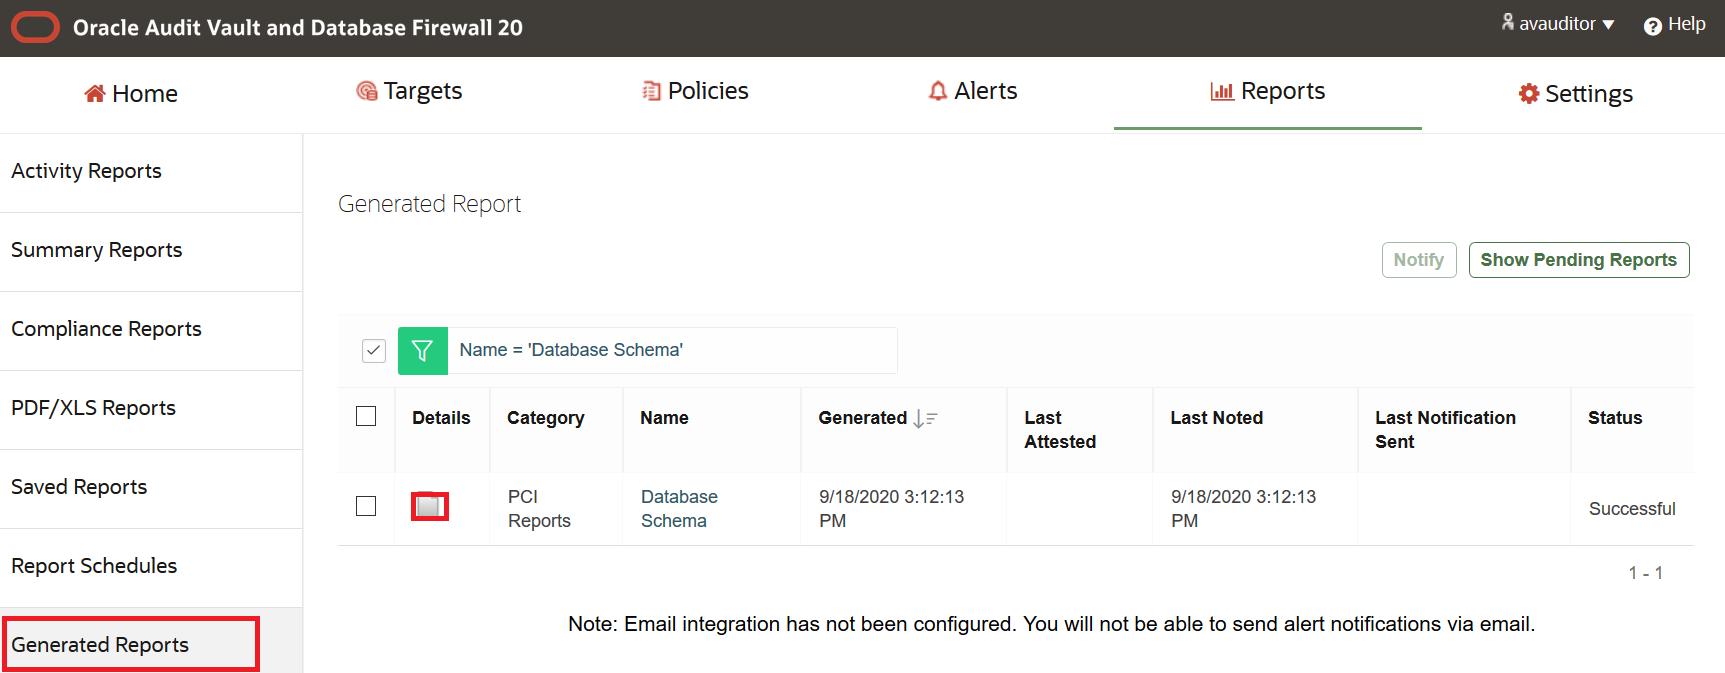 Oracle Audit Vault and Database Firewall 20
avauditor
Help
Home
Targets
Policies
Alerts
Reports
Settings
Activity Reports
Summary Reports
Compliance Reports
PDF/XLS Reports
Saved Reports
Report Schedules
Generated Reports
Generated Report
Notify
Show Pending Reports
Name = 'Database Schema'
Details
Category
Name
Generated
Last
Attested
Last Noted
Last Notification
Sent
Status
PCI
Reports
Database
Schema
9/18/2020 3:12:13
PM
9/18/2020 3:12:13
PM
Successful
1 - 1
Note: Email integration has not been configured. You will not be able to send alert notifications via email.